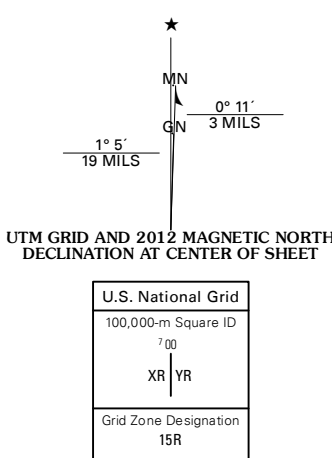 ★
MN
0° 11´
3 MILS
GN
1° 5´
19 MILS
UTM GRID AND 2012 MAGNETIC NORTH
DECLINATION AT CENTER OF SHEET
U.S. National Grid
100,000-m Square ID
7 00
XR YR
Grid Zone Designation
15R